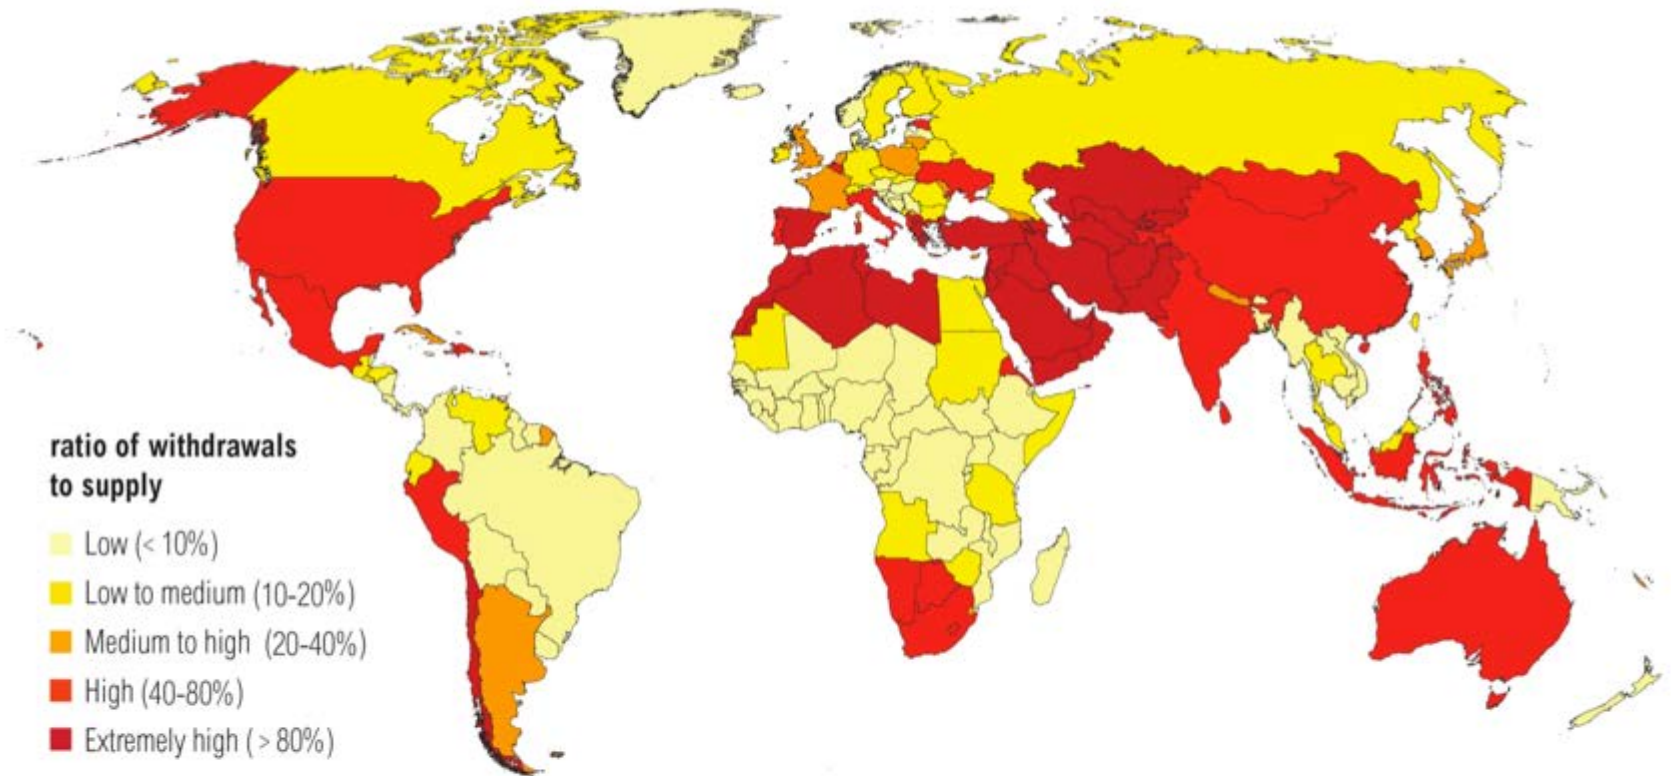 ratio of withdrawals
to supply
Low (< 10%)
Low to medium (10-20%)
Medium to high (20-40%)
High (40-80%)
Extremely high ( > 80%)